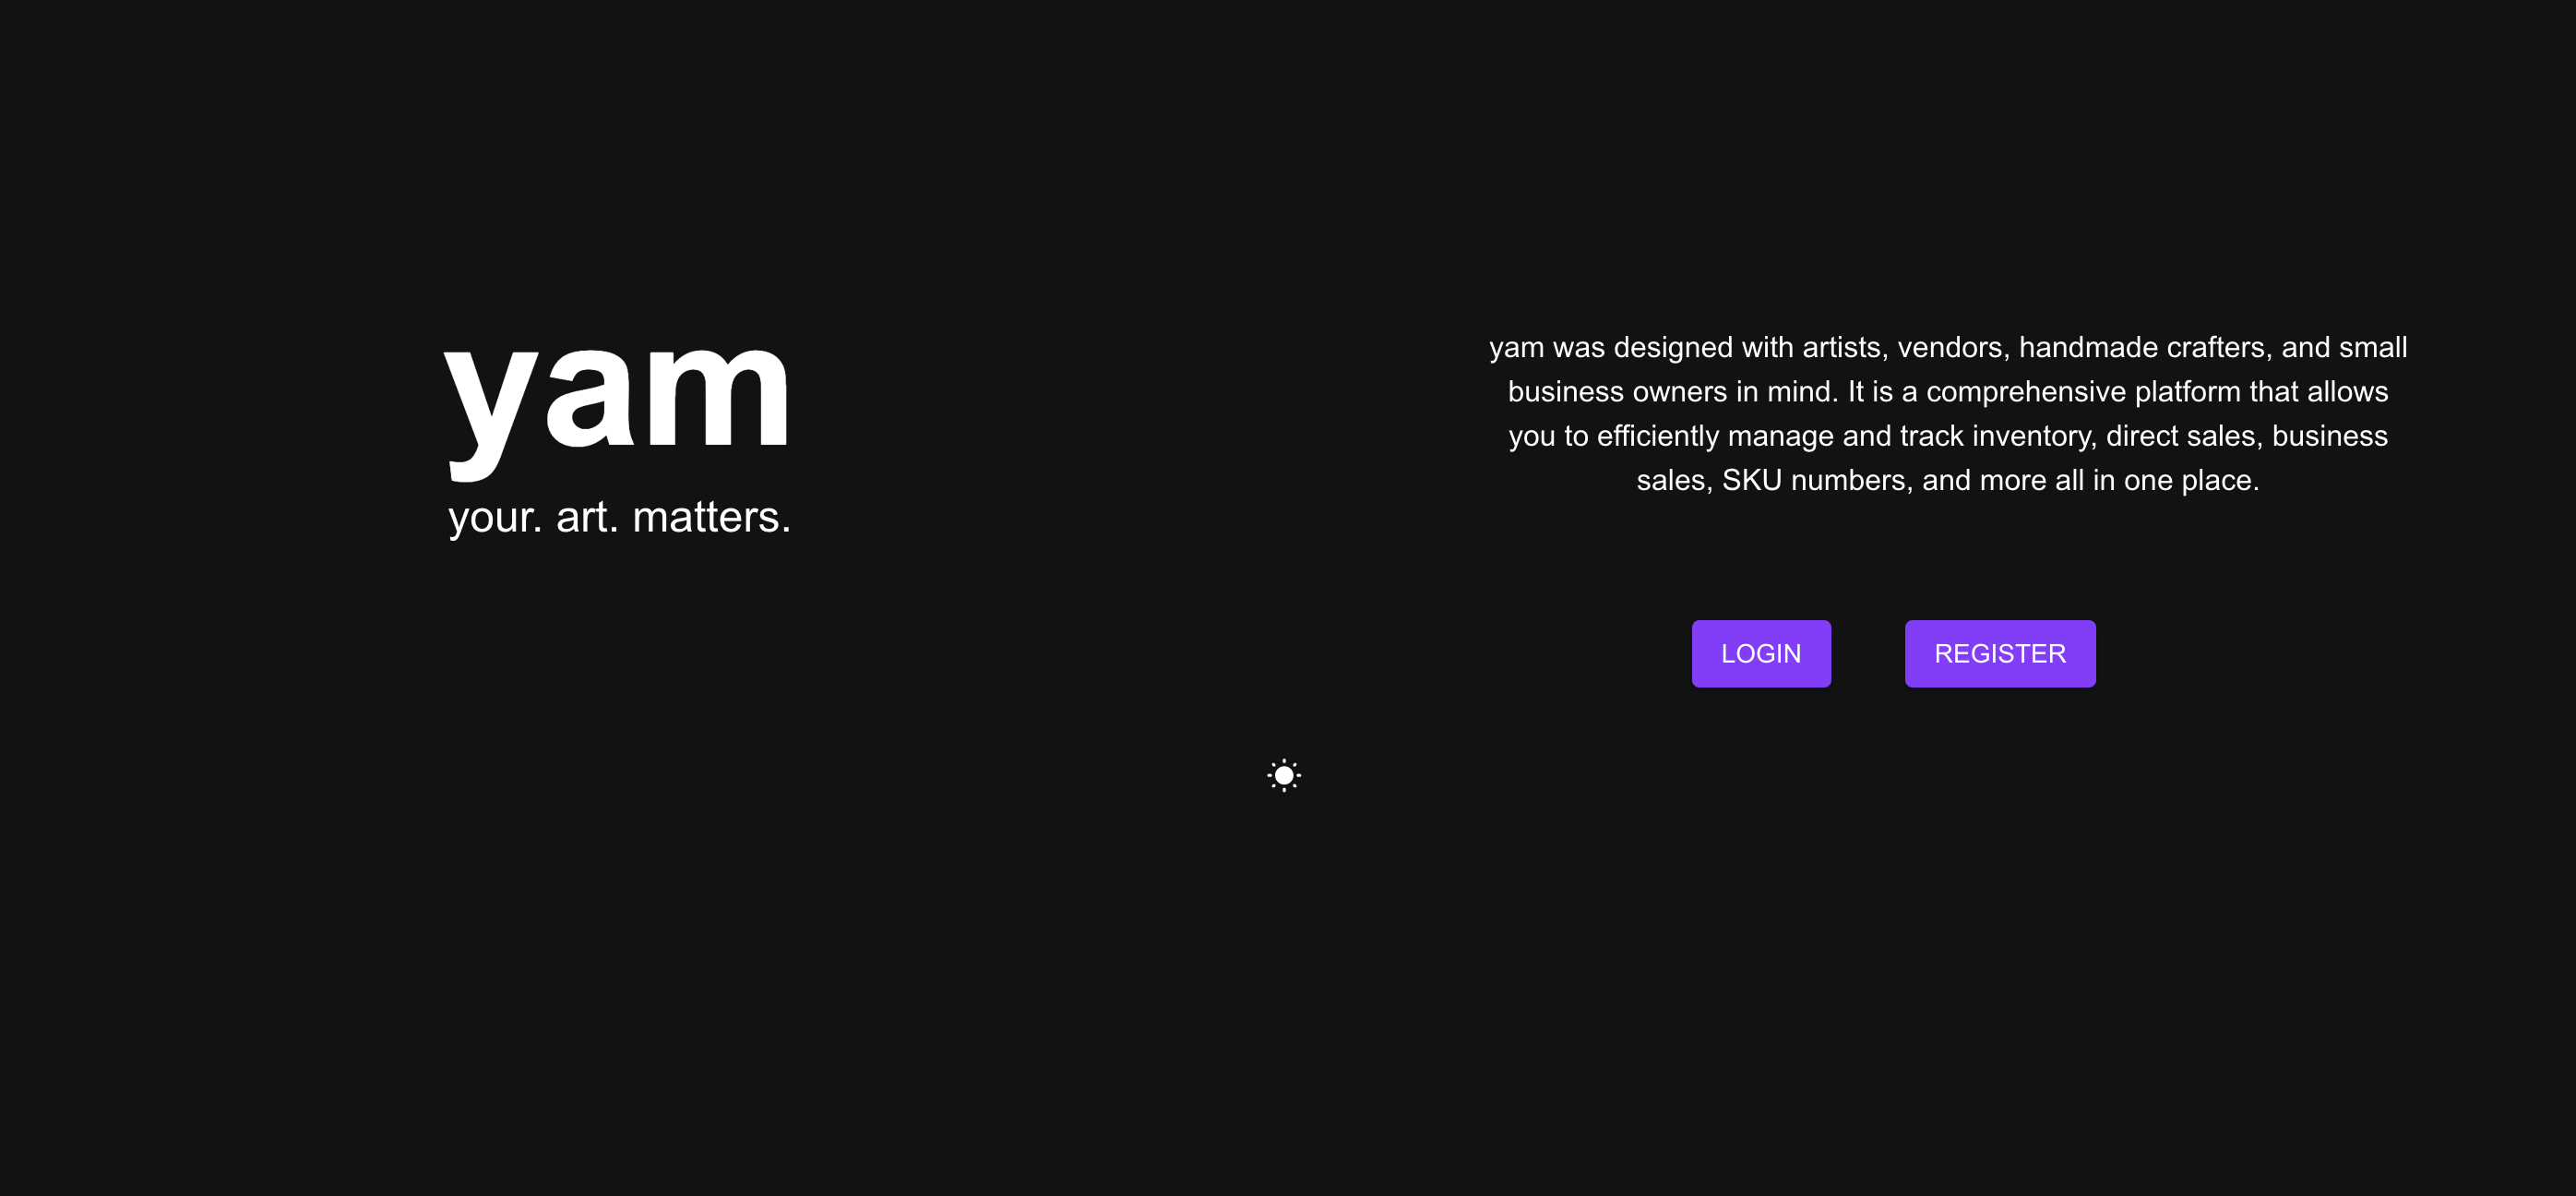 yam
your. art. matters.
yam was designed with artists, vendors, handmade crafters, and small
business owners in mind. It is a comprehensive platform that allows
you to efficiently manage and track inventory, direct sales, business
sales, SKU numbers, and more all in one place.
LOGIN
REGISTER